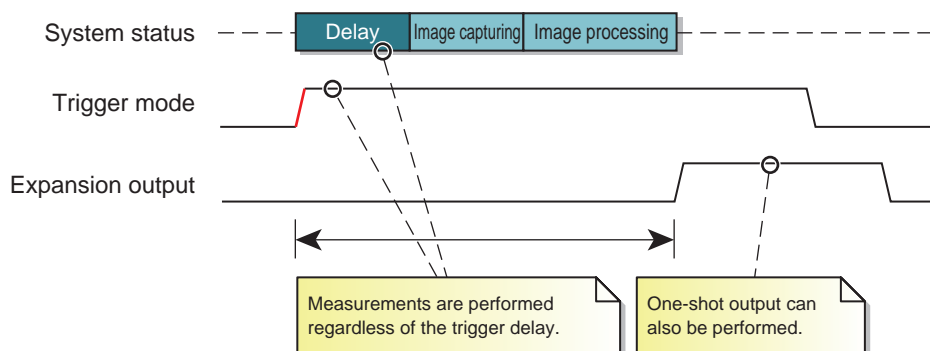 System status
Delay
Image capturing
Image processing
Trigger mode
Expansion output
Measurements are performed
regardless of the trigger delay.
One-shot output can
also be performed.